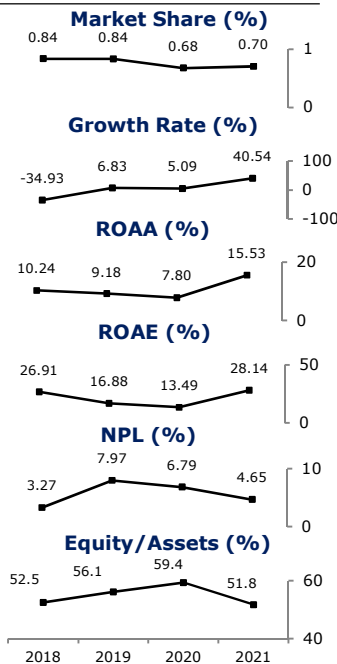 Market Share (%)
0.84 0.84 0.68 0.70
1
0
Growth Rate (%)
-34.93 6.83 5.09 40.54
100
0
-100
ROAA (%)
10.24 9.18 7.80 15.53
20
0
ROAE (%)
26.91 16.88 13.49 28.14
50
0
NPL (%)
3.27 7.97 6.79 4.65
10
0
Equity/Assets (%)
52.5 56.1 59.4 51.8
60
40
2018 2019 2020 2021